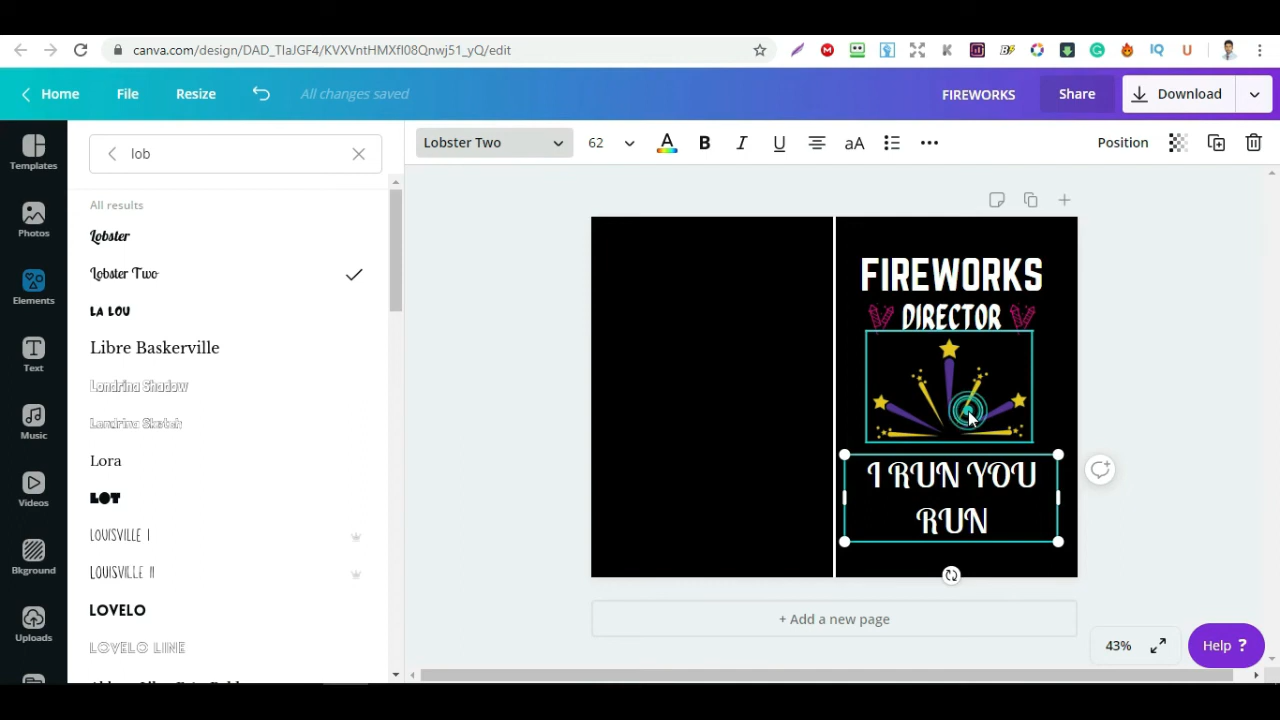 canva.com/design/DAD_TIaJGF4/KVXVntHMXfI08Qnwj51_yQ/edit
Home
File
Resize
All changes saved
FIREWORKS
Share
Download
Templates
Photos
Elements
Text
Music
Videos
Bkground
Uploads
lob
All results
Lobster
Lobster Two
LA LOU
Libre Baskerville
Londrina Shadow
Londrina Sketch
Lora
LOT
LOUISVILLE I
LOUISVILLE II
LOVELO
LOVELO LINE
Lobster Two
62
A
B
I
U
aA
Position
FIREWORKS
DIRECTOR
I RUN YOU
RUN
+ Add a new page
43%
Help ?